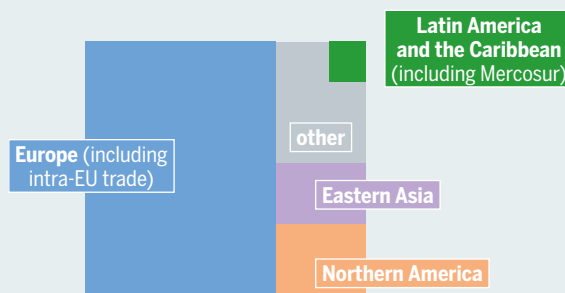 Latin America
and the Caribbean
(including Mercosur)
other
Europe (including
intra-EU trade)
Eastern Asia
Northern America